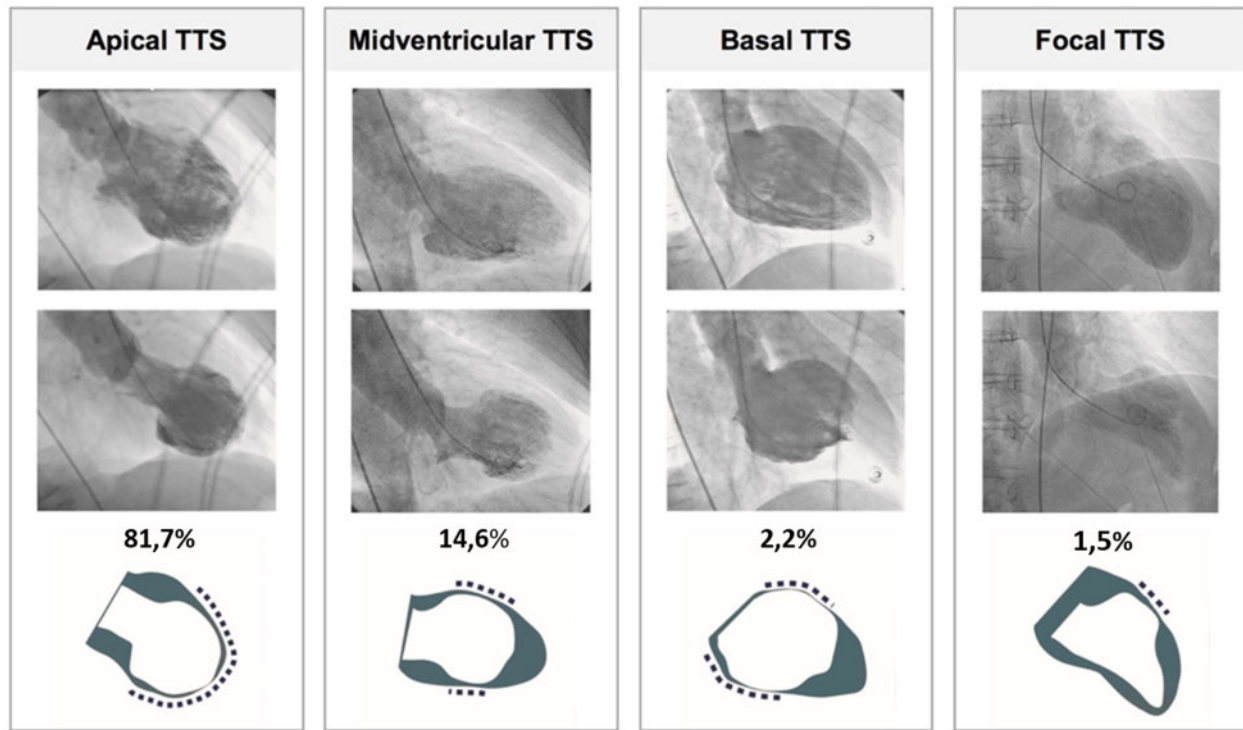 Apical TTS
Midventricular TTS
Basal TTS
Focal TTS
81,7%
14,6%
2,2%
1,5%